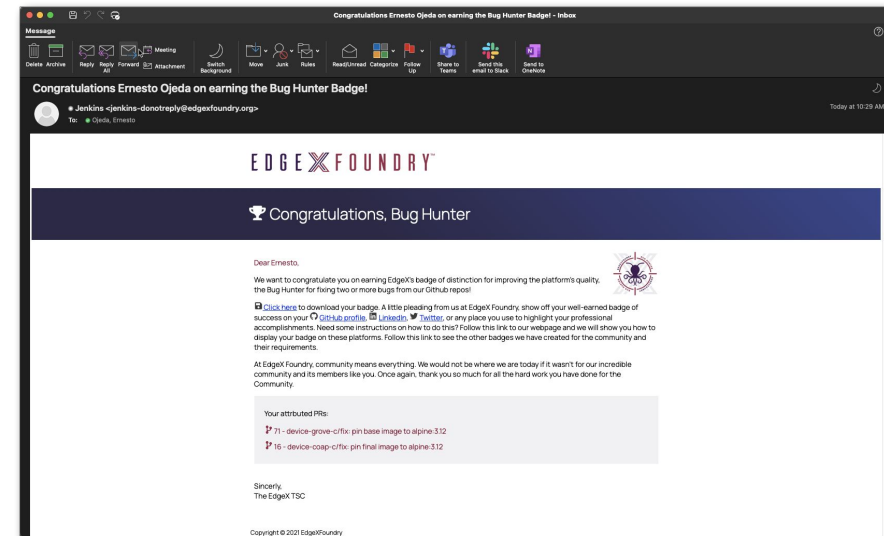 Congratulations Ernesto Ojeda on earning the Bug Hunter Badge! - Inbox
Message
Delete Archive Reply Reply All Forward Meeting Attachment Switch Background Move Junk Rules Read/Unread Categorize Follow Up Share to Teams Send this email to Slack Send to OneNote
Congratulations Ernesto Ojeda on earning the Bug Hunter Badge!
Jenkins <jenkins-donotreply@edgexfoundry.org>
Today at 10:29 AM
To: Ojeda, Ernesto
EDGE X FOUNDRY™
Congratulations, Bug Hunter
Dear Ernesto,
We want to congratulate you on earning EdgeX's badge of distinction for improving the platform's quality,
the Bug Hunter for fixing two or more bugs from our Github repos!
Click here to download your badge. A little pleading from us at EdgeX Foundry, show off your well-earned badge of
success on your GitHub profile, LinkedIn, Twitter, or any place you use to highlight your professional
accomplishments. Need some instructions on how to do this? Follow this link to our webpage and we will show you how to
display your badge on these platforms. Follow this link to see the other badges we have created for the community and
their requirements.
At EdgeX Foundry, community means everything. We would not be where we are today if it wasn't for our incredible
community and its members like you. Once again, thank you so much for all the hard work you have done for the
Community.
Your attrbuted PRs:
71 - device-grove-c/fix: pin base image to alpine:3.12
16 - device-coap-c/fix: pin final image to alpine:3.12
Sincerely,
The EdgeX TSC
Copyright © 2021 EdgeXFoundry